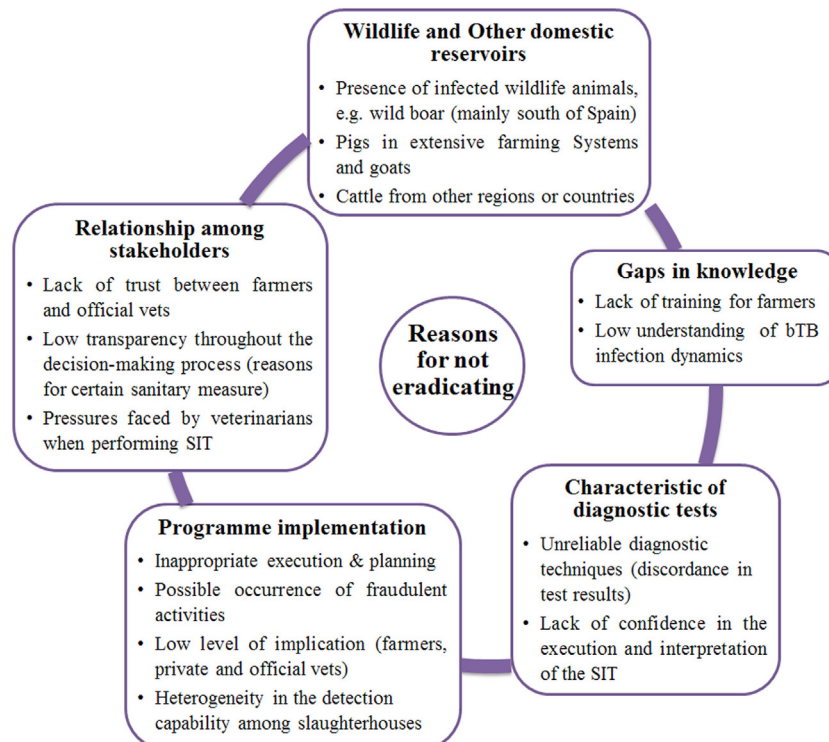 Wildlife and Other domestic
reservoirs
• Presence of infected wildlife animals,
e.g. wild boar (mainly south of Spain)
• Pigs in extensive farming Systems
and goats
• Cattle from other regions or countries
Relationship among
stakeholders
• Lack of trust between farmers
and official vets
• Low transparency throughout the
decision-making process (reasons
for certain sanitary measure)
• Pressures faced by veterinarians
when performing SIT
Gaps in knowledge
• Lack of training for farmers
• Low understanding of bTB
infection dynamics
Reasons
for not
eradicating
Programme implementation
• Inappropriate execution & planning
• Possible occurrence of fraudulent
activities
• Low level of implication (farmers,
private and official vets)
• Heterogeneity in the detection
capability among slaughterhouses
Characteristic of
diagnostic tests
• Unreliable diagnostic
techniques (discordance in
test results)
• Lack of confidence in the
execution and interpretation
of the SIT